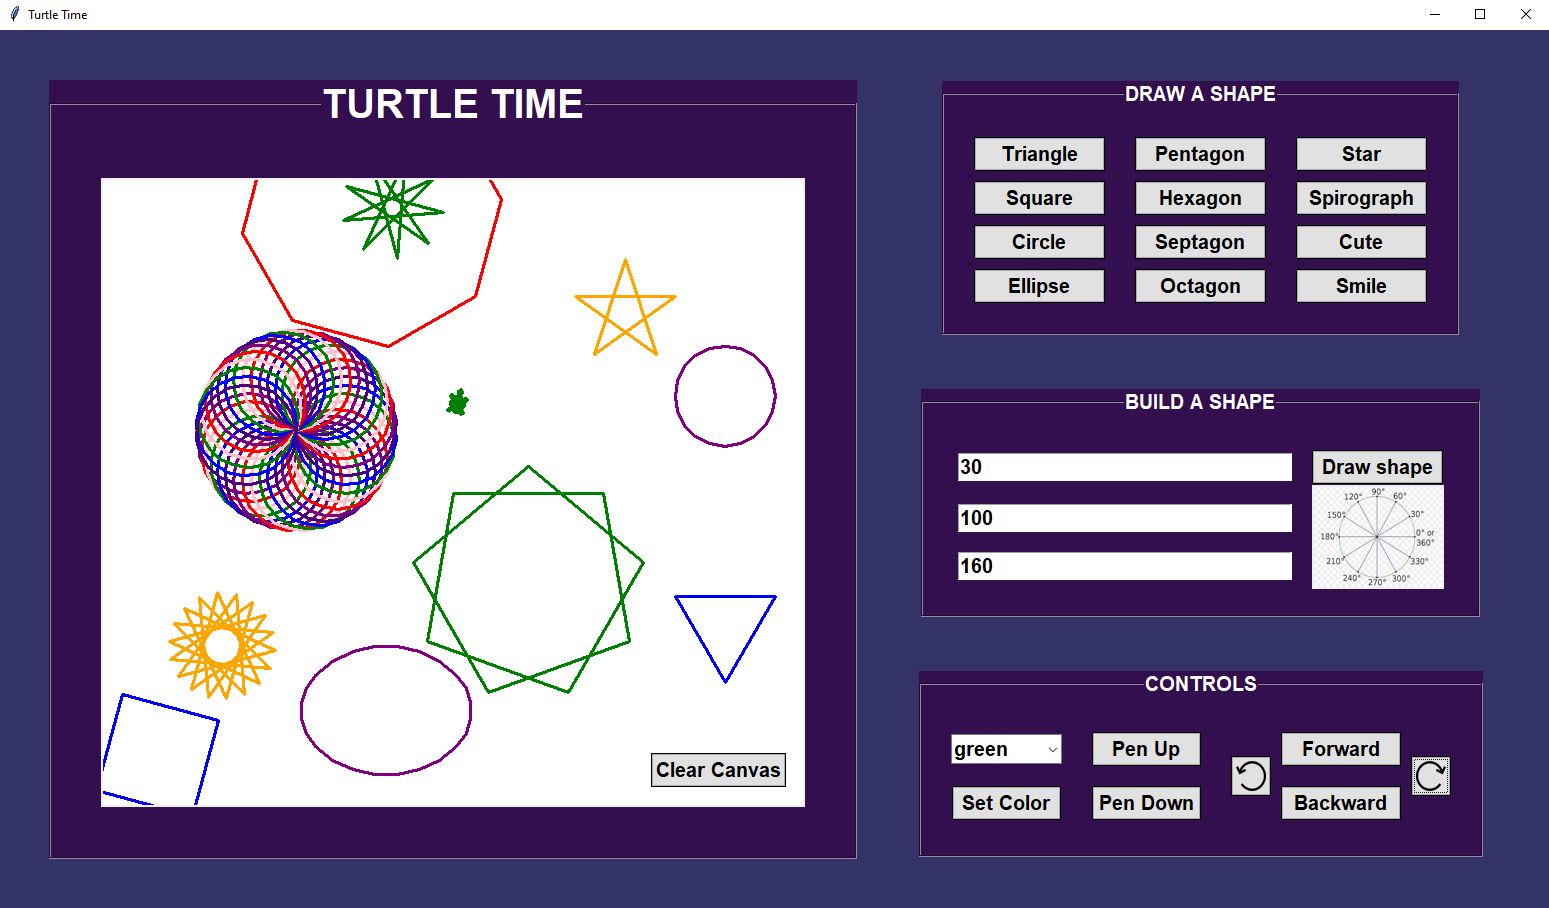 Turtle Time
TURTLE TIME
Clear Canvas
DRAW A SHAPE
Triangle Pentagon Star
Square Hexagon Spirograph
Circle Septagon Cute
Ellipse Octagon Smile
BUILD A SHAPE
30
100
160
Draw shape
90°
120° 60°
150° 30°
180° 0° or
360°
210° 330°
240° 300°
270°
CONTROLS
green Pen Up Forward
Set Color Pen Down Backward